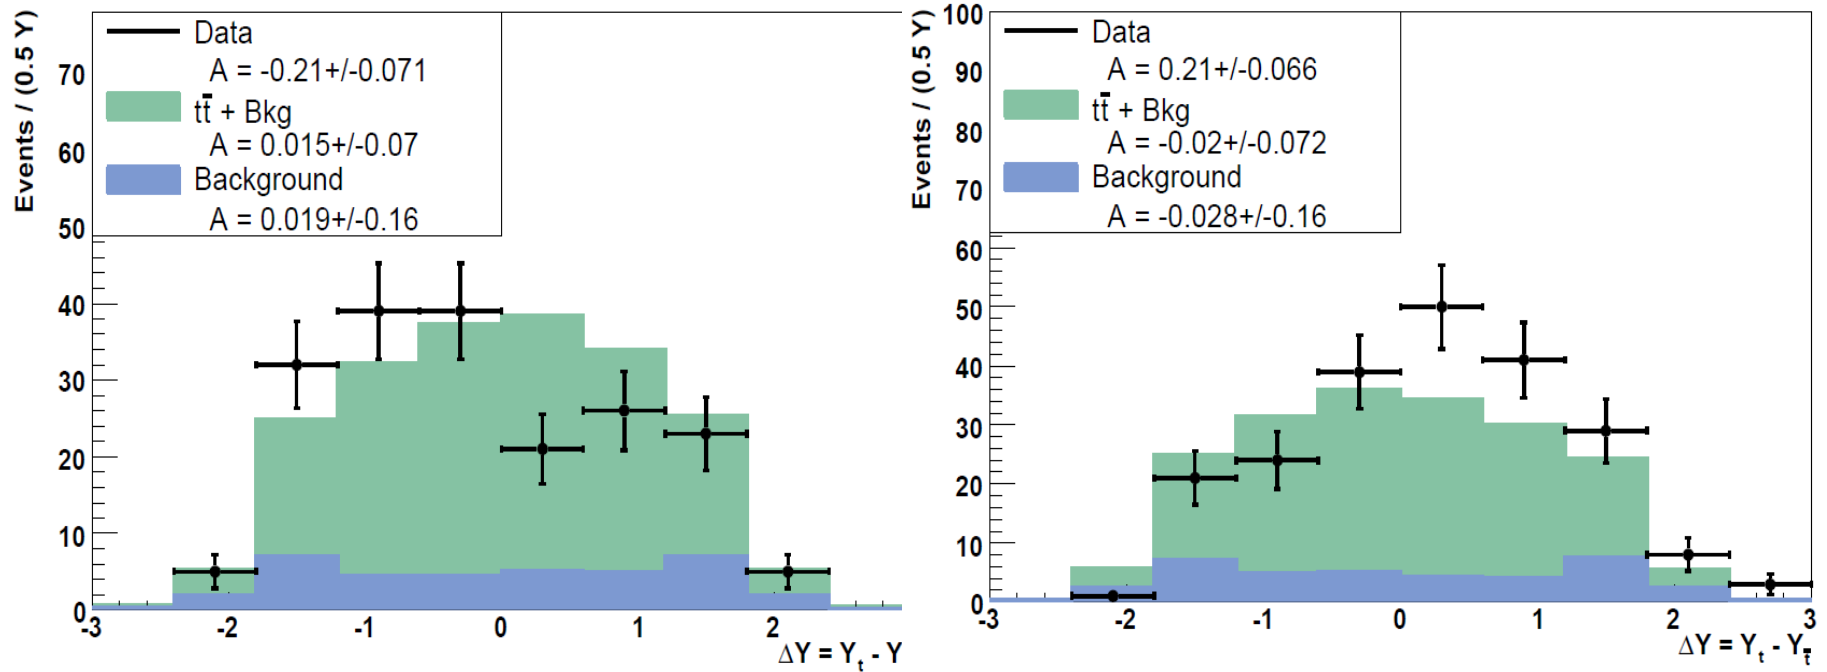 Events / (0.5 Y)
Data
A = -0.21+/-0.071
tt̄ + Bkg
A = 0.015+/-0.07
Background
A = 0.019+/-0.16
70
60
50
40
30
20
10
0
-3 -2 -1 0 1 2
ΔY = Yt - Y
Events / (0.5 Y)
Data
A = 0.21+/-0.066
tt̄ + Bkg
A = -0.02+/-0.072
Background
A = -0.028+/-0.16
100
90
80
70
60
50
40
30
20
10
0
-3 -2 -1 0 1 2 3
ΔY = Yt - Yt̄